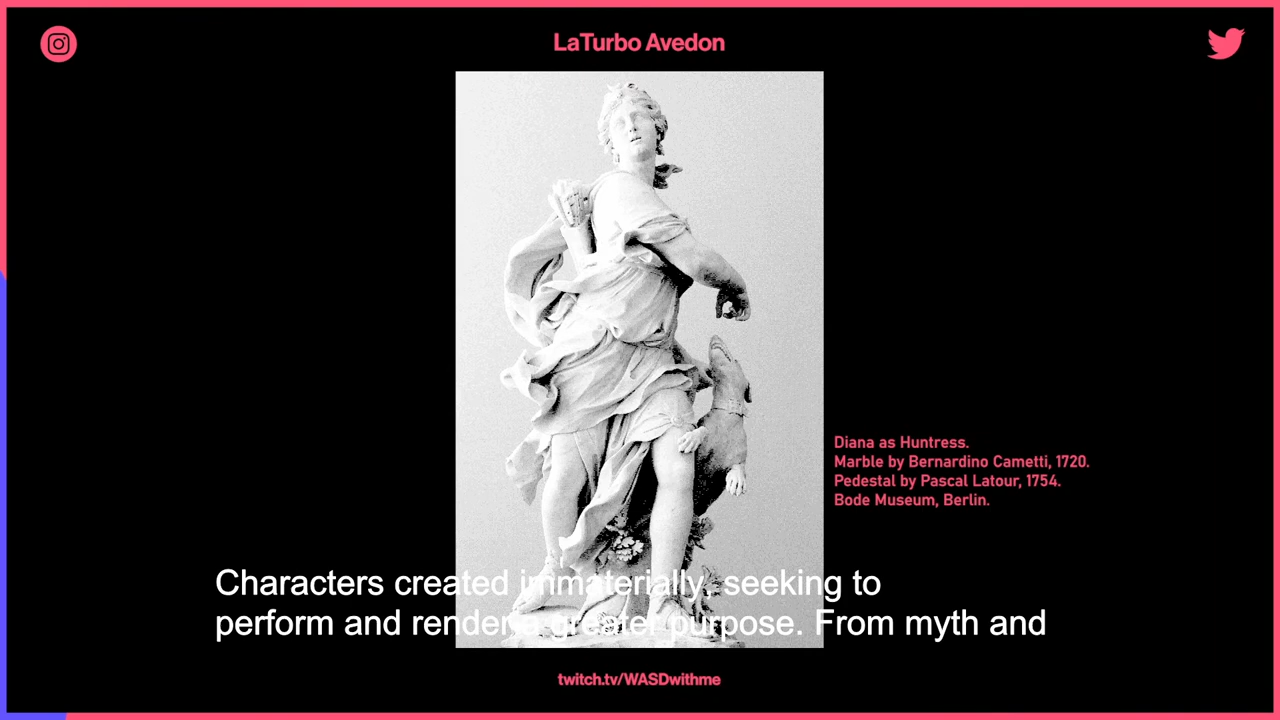 LaTurbo Avedon
Diana as Huntress.
Marble by Bernardino Cametti, 1720.
Pedestal by Pascal Latour, 1754.
Bode Museum, Berlin.
Characters created immaterially, seeking to
perform and render a greater purpose. From myth and
twitch.tv/WASDwithme